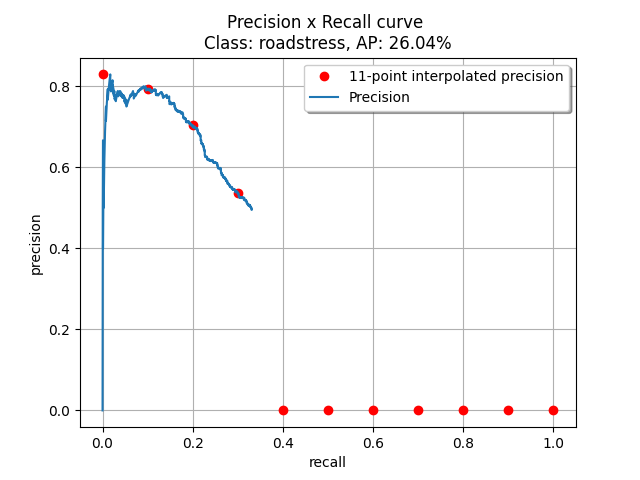 Precision x Recall curve
Class: roadstress, AP: 26.04%
11-point interpolated precision
Precision
precision
0.8
0.6
0.4
0.2
0.0
0.0 0.2 0.4 0.6 0.8 1.0
recall